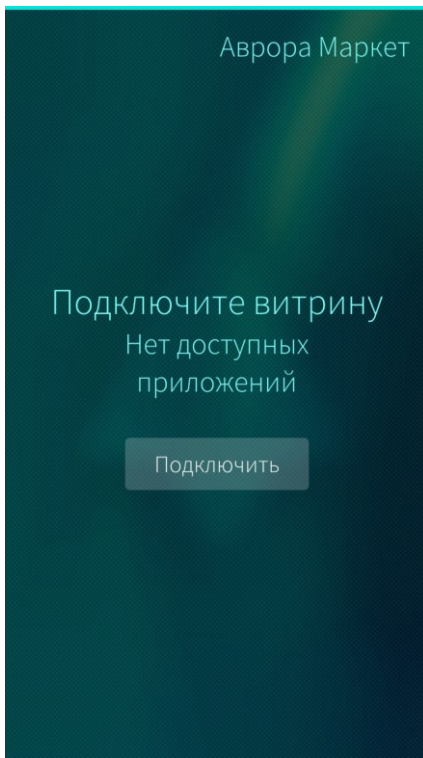 Аврора Маркет
Подключите витрину
Нет доступных
приложений
Подключить